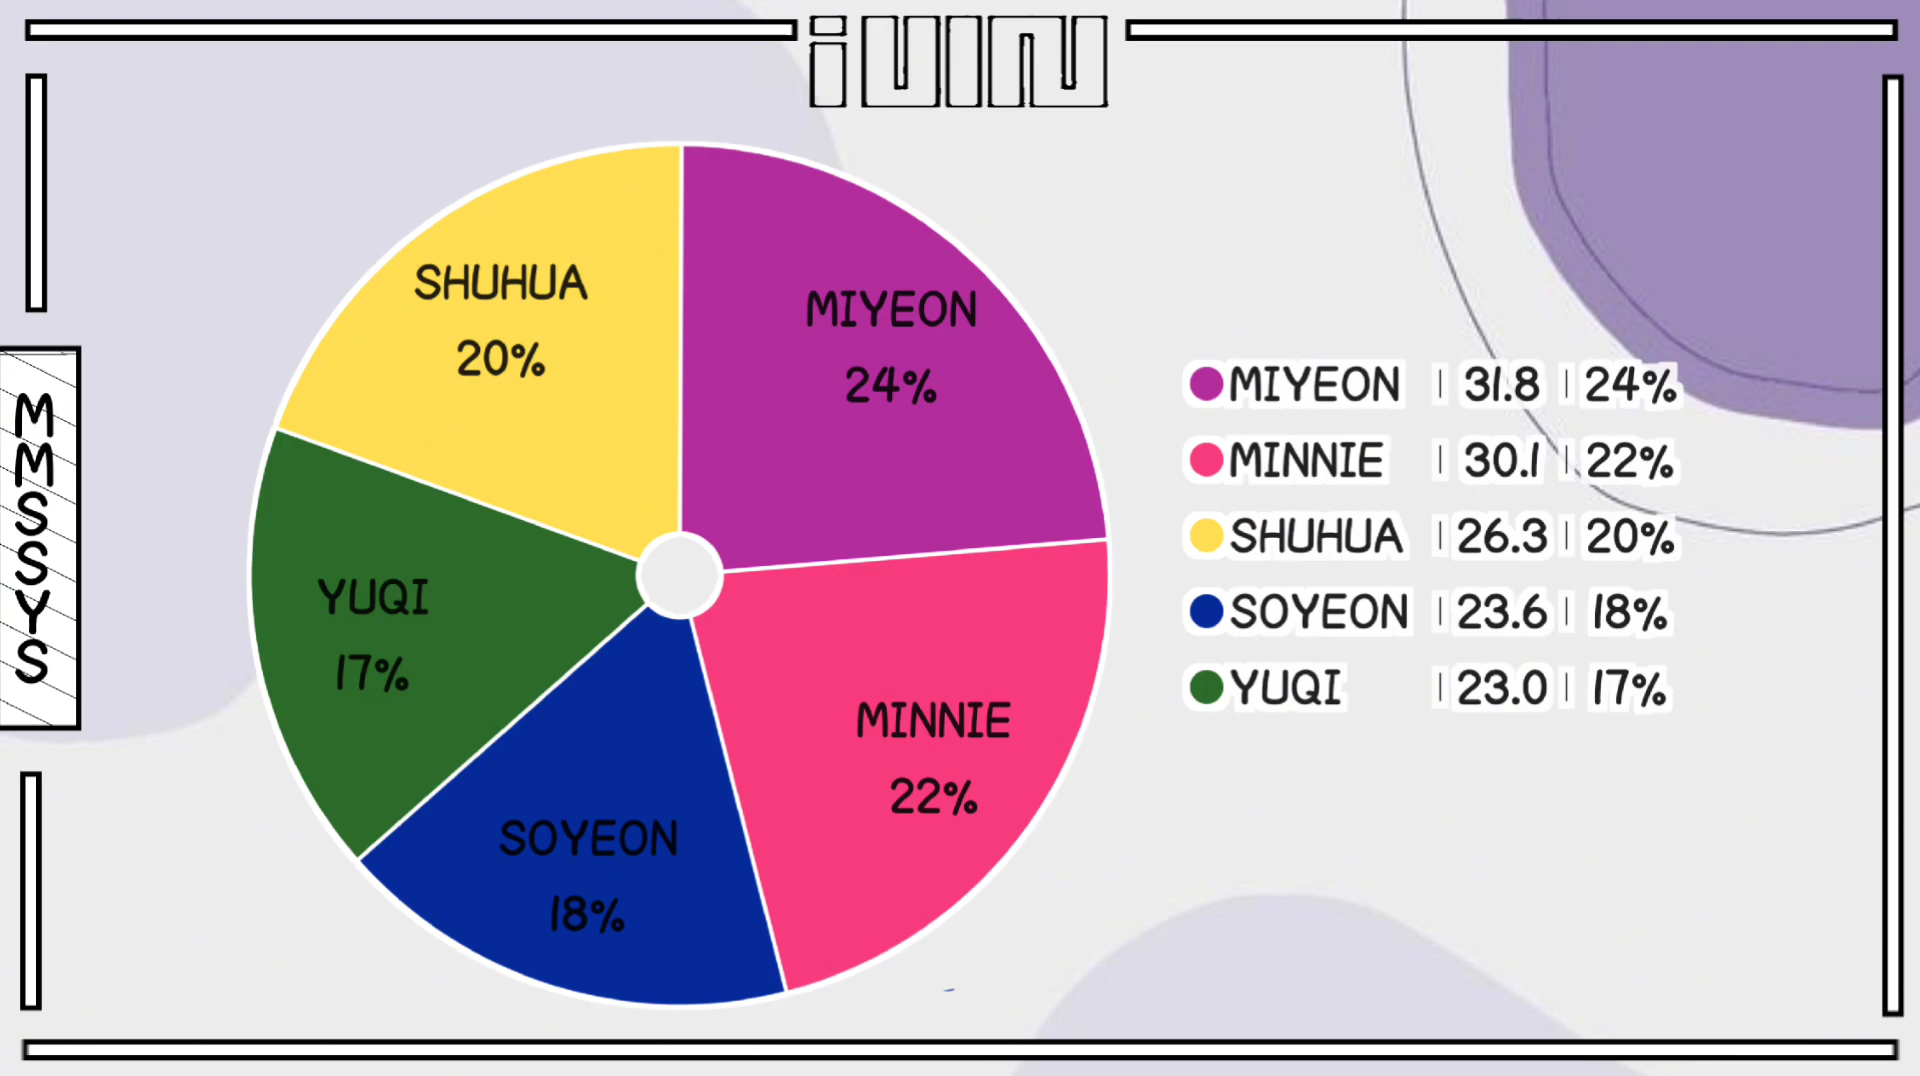 SHUHUA
20%
MIYEON
24%
YUQI
17%
MINNIE
22%
SOYEON
18%
MIYEON | 31.8 | 24%
MINNIE | 30.1 | 22%
SHUHUA | 26.3 | 20%
SOYEON | 23.6 | 18%
YUQI | 23.0 | 17%
MMSSYS